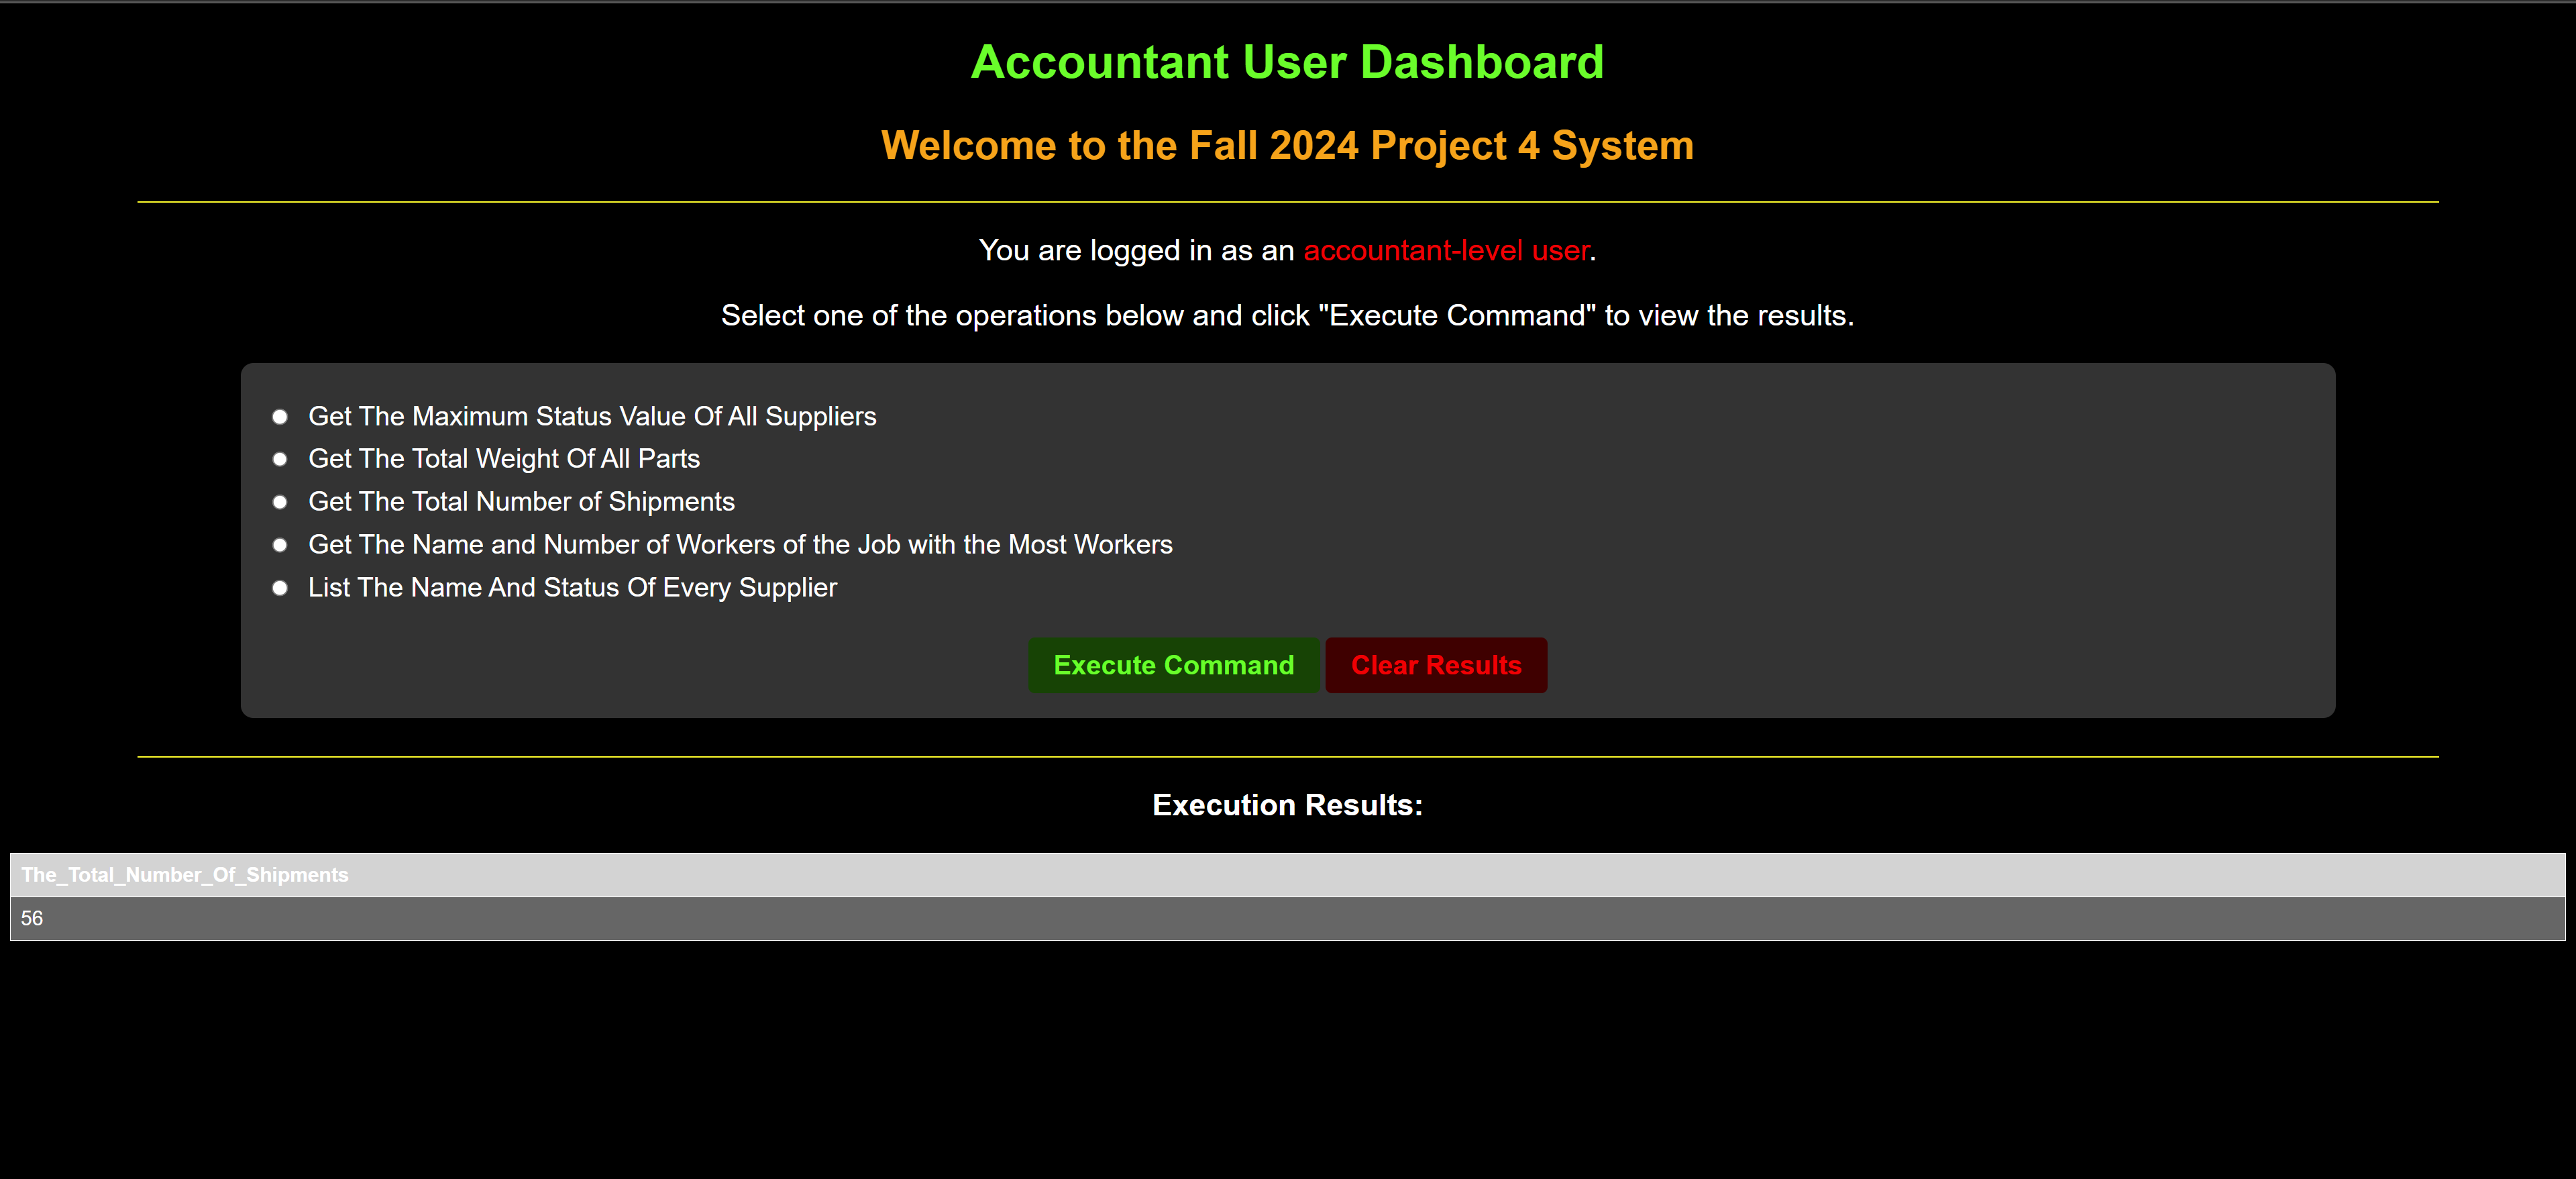 Accountant User Dashboard
Welcome to the Fall 2024 Project 4 System
You are logged in as an accountant-level user.
Select one of the operations below and click "Execute Command" to view the results.
Get The Maximum Status Value Of All Suppliers
Get The Total Weight Of All Parts
Get The Total Number of Shipments
Get The Name and Number of Workers of the Job with the Most Workers
List The Name And Status Of Every Supplier
Execute Command Clear Results
Execution Results:
The_Total_Number_Of_Shipments
56